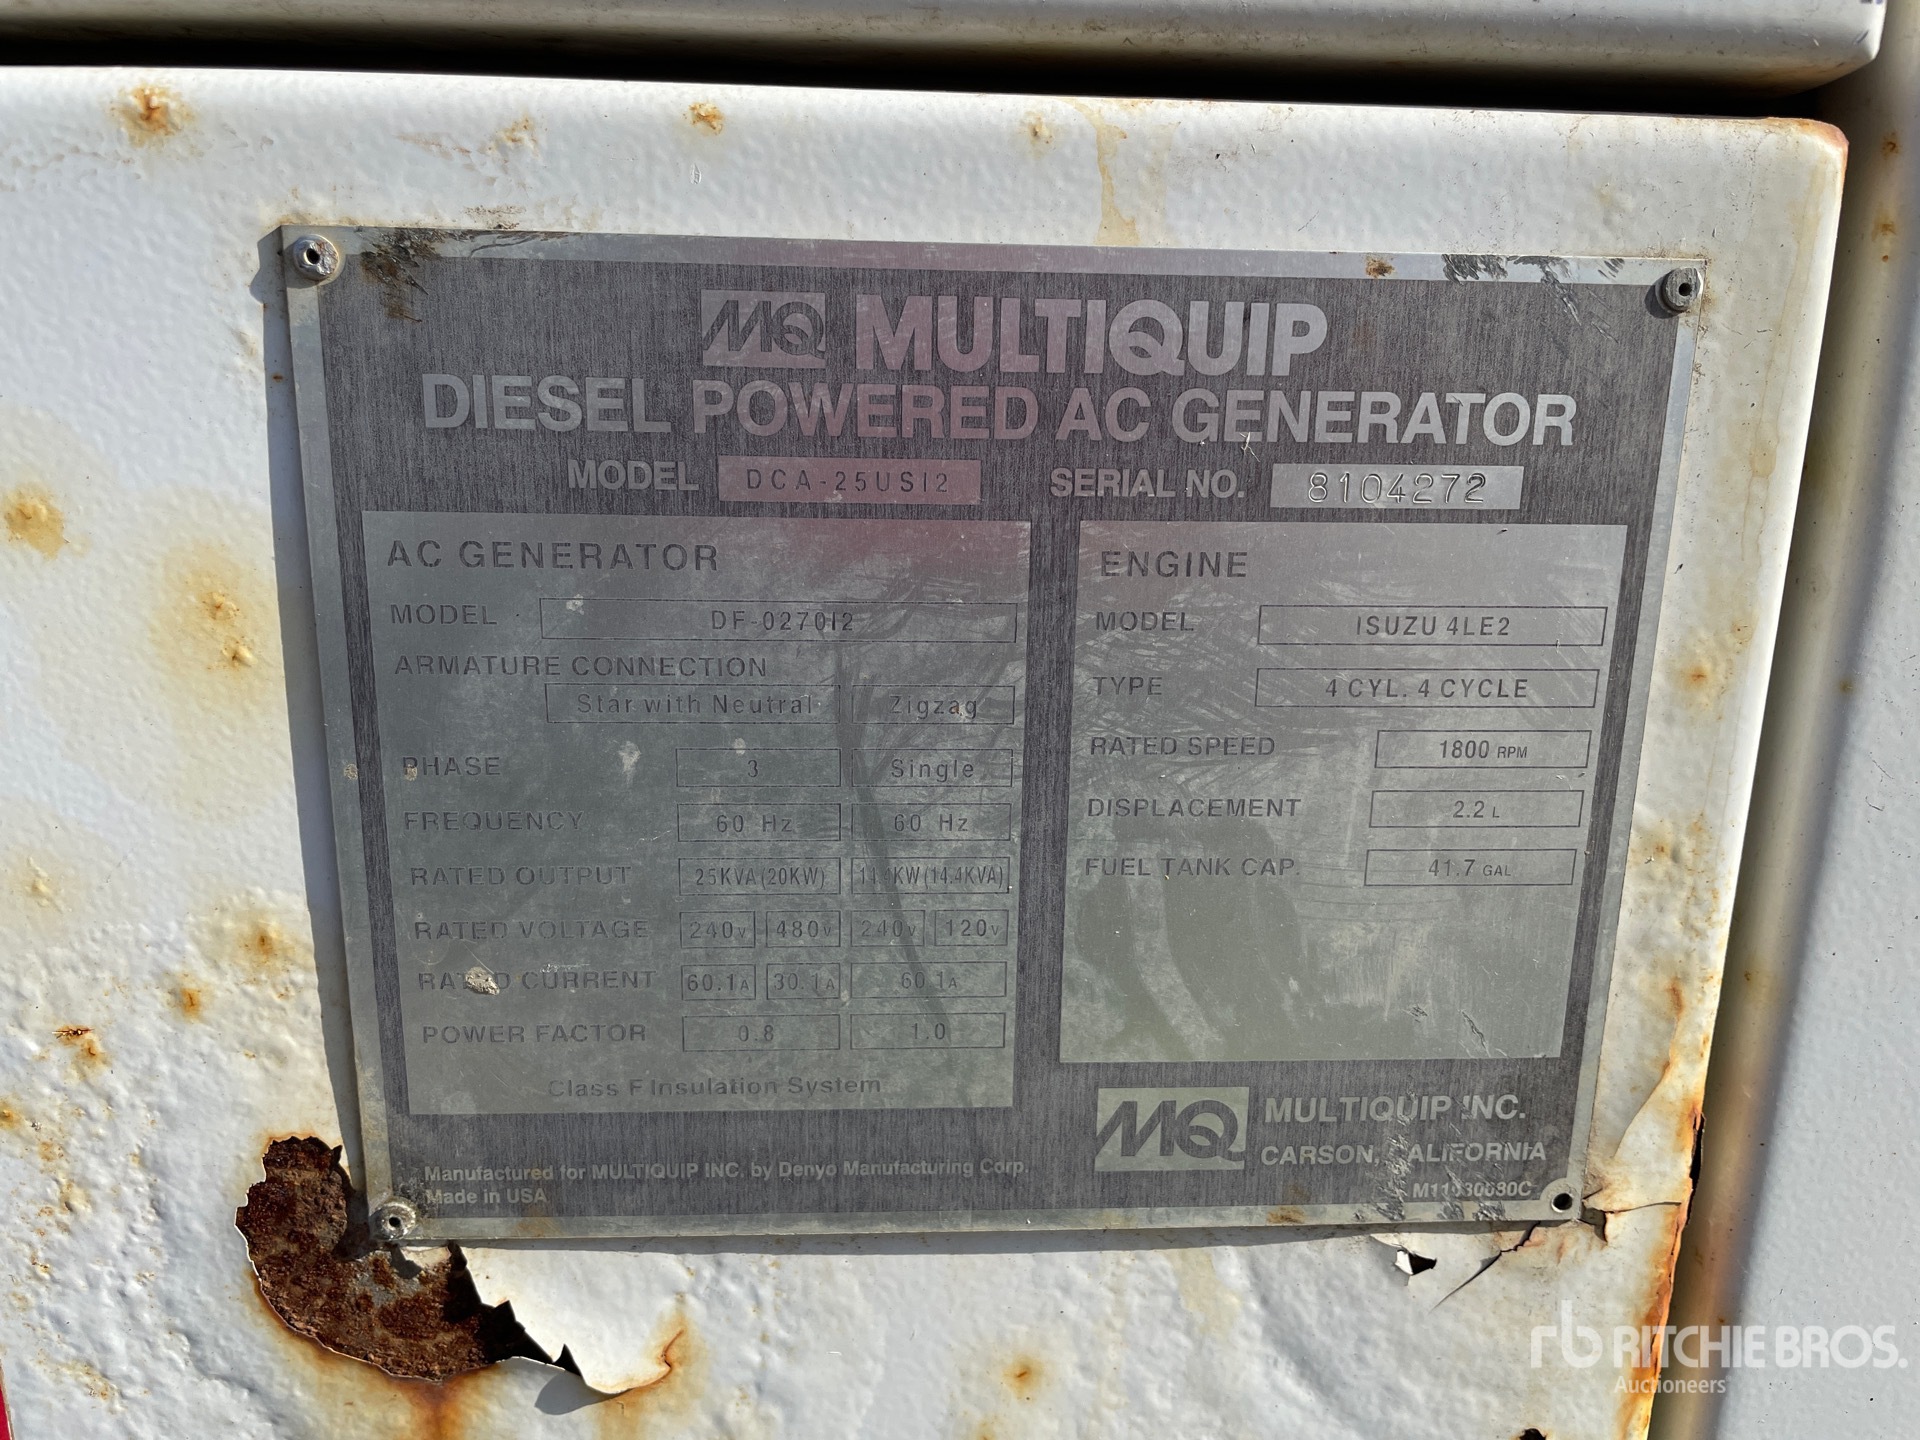 MQ MULTIQUIP
DIESEL POWERED AC GENERATOR
MODEL DCA-25USI2 SERIAL NO. 8104272
AC GENERATOR
MODEL DF-0270I2
ARMATURE CONNECTION
Star with Neutral Zigzag
PHASE 3 Single
FREQUENCY 60 Hz 60 Hz
RATED OUTPUT 25KVA(20KW) 14.4KW(14.4KVA)
RATED VOLTAGE 240V 480V 240V 120V
RATED CURRENT 60.1A 30.1A 60.1A
POWER FACTOR 0.8 1.0
Class F Insulation System
ENGINE
MODEL ISUZU 4LE2
TYPE 4 CYL. 4 CYCLE
RATED SPEED 1800 RPM
DISPLACEMENT 2.2 L
FUEL TANK CAP. 41.7 GAL
Manufactured for MULTIQUIP INC. by Denyo Manufacturing Corp.
Made in USA
MQ MULTIQUIP INC.
CARSON, CALIFORNIA
rb RITCHIE BROS.
Auctioneers